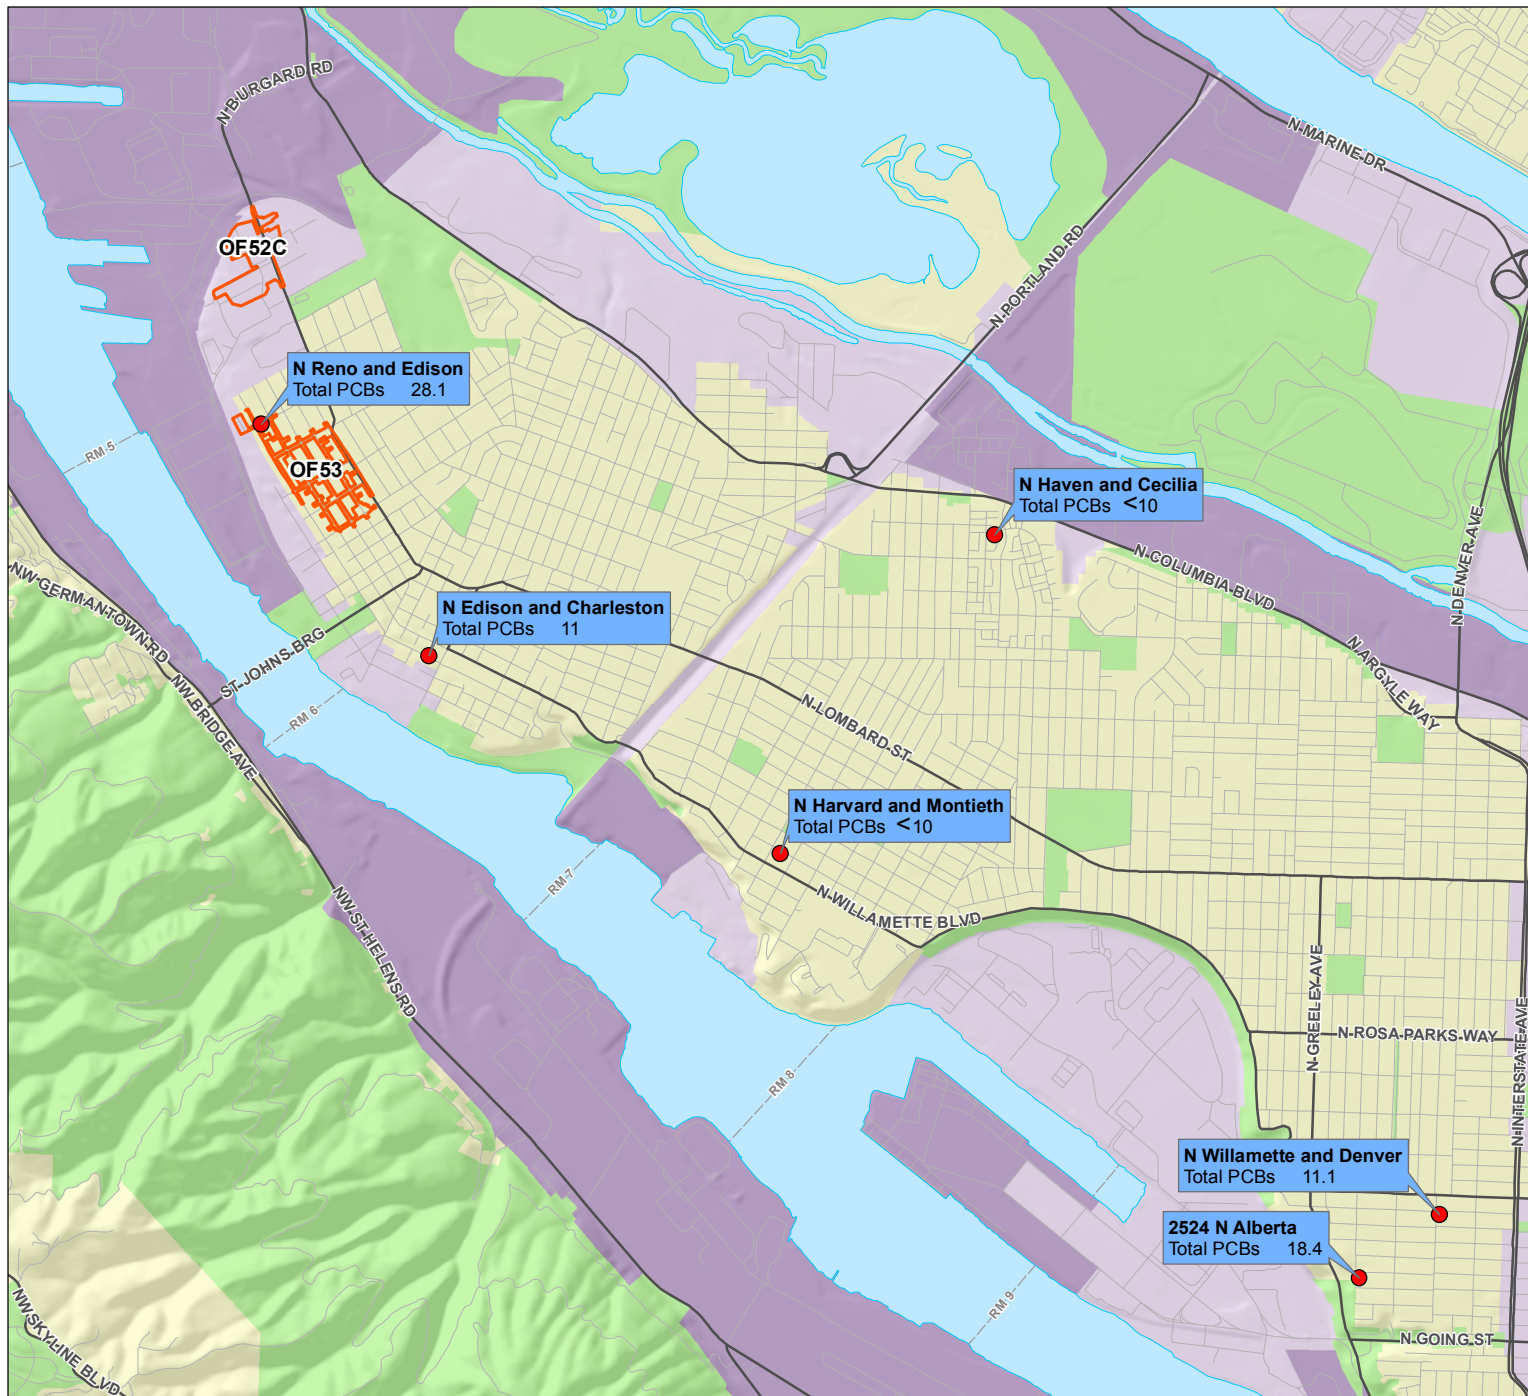 N BURGARD RD
N MARINE DR
OF52C
N PORTLAND RD
N Reno and Edison
Total PCBs 28.1
RM 5
OF53
N Haven and Cecilia
Total PCBs <10
N DENVER AVE
N COLUMBIA BLVD
NW GERMANTOWN RD
N Edison and Charleston
Total PCBs 11
ST JOHNS BRG
N ARGYLE WAY
RM 6
NW BRIDGE AVE
N LOMBARD ST
N Harvard and Montieth
Total PCBs <10
RM 7
N WILLAMETTE BLVD
NW ST HELENS RD
N GREELEY AVE
N ROSA PARKS WAY
N INTERSTATE AVE
RM 8
N Willamette and Denver
Total PCBs 11.1
2524 N Alberta
Total PCBs 18.4
RM 9
N GOING ST
NW SKYLINE BLVD